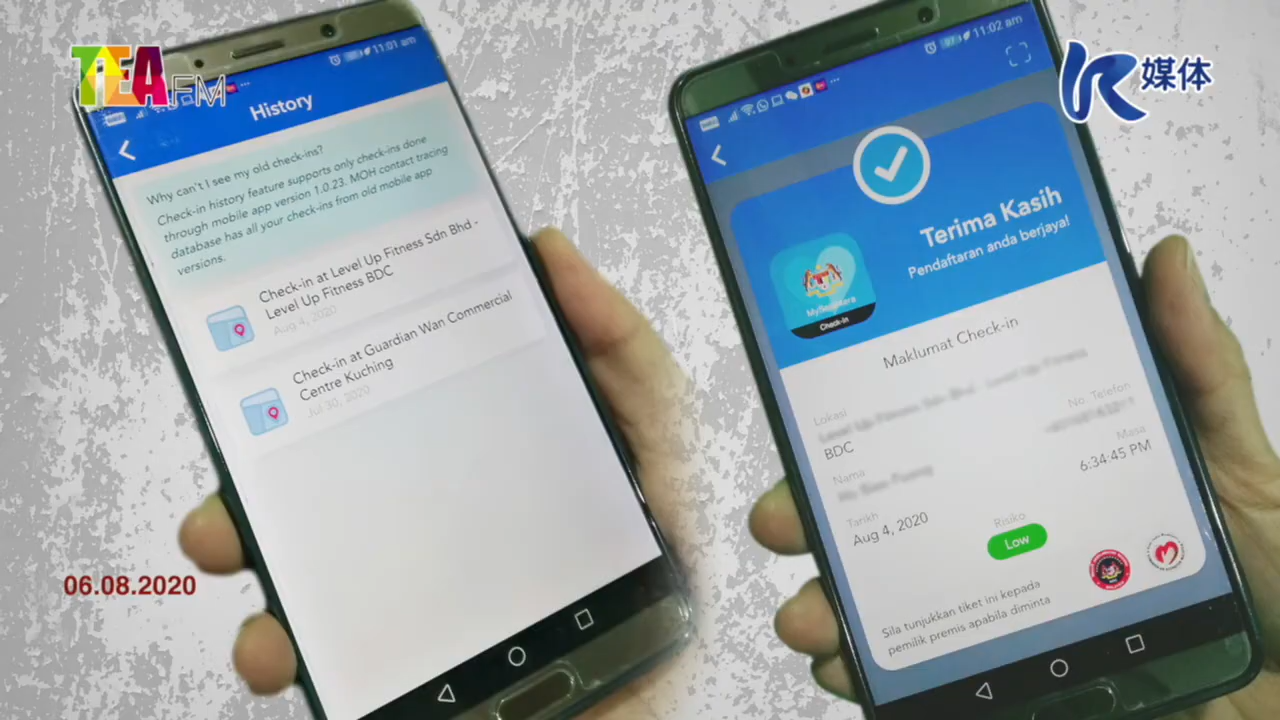 TEA FM
11:01 am
History
Why can't I see my old check-ins?
Check-in history feature supports only check-ins done
through mobile app version 1.0.23. MOH contact tracing
database has all your check-ins from old mobile app
versions.
Check-in at Level Up Fitness Sdn Bhd -
Level Up Fitness BDC
Aug 4, 2020
Check-in at Guardian Wan Commercial
Centre Kuching
Jul 30, 2020
06.08.2020
11:02 am
媒体
Terima Kasih
Pendaftaran anda berjaya!
MySejahtera
Check-in
Maklumat Check-in
Lokasi
BDC
No. Telefon
Nama
Masa
6:34:45 PM
Tarikh
Aug 4, 2020
Risiko
Low
Sila tunjukkan tiket ini kepada
pemilik premis apabila diminta